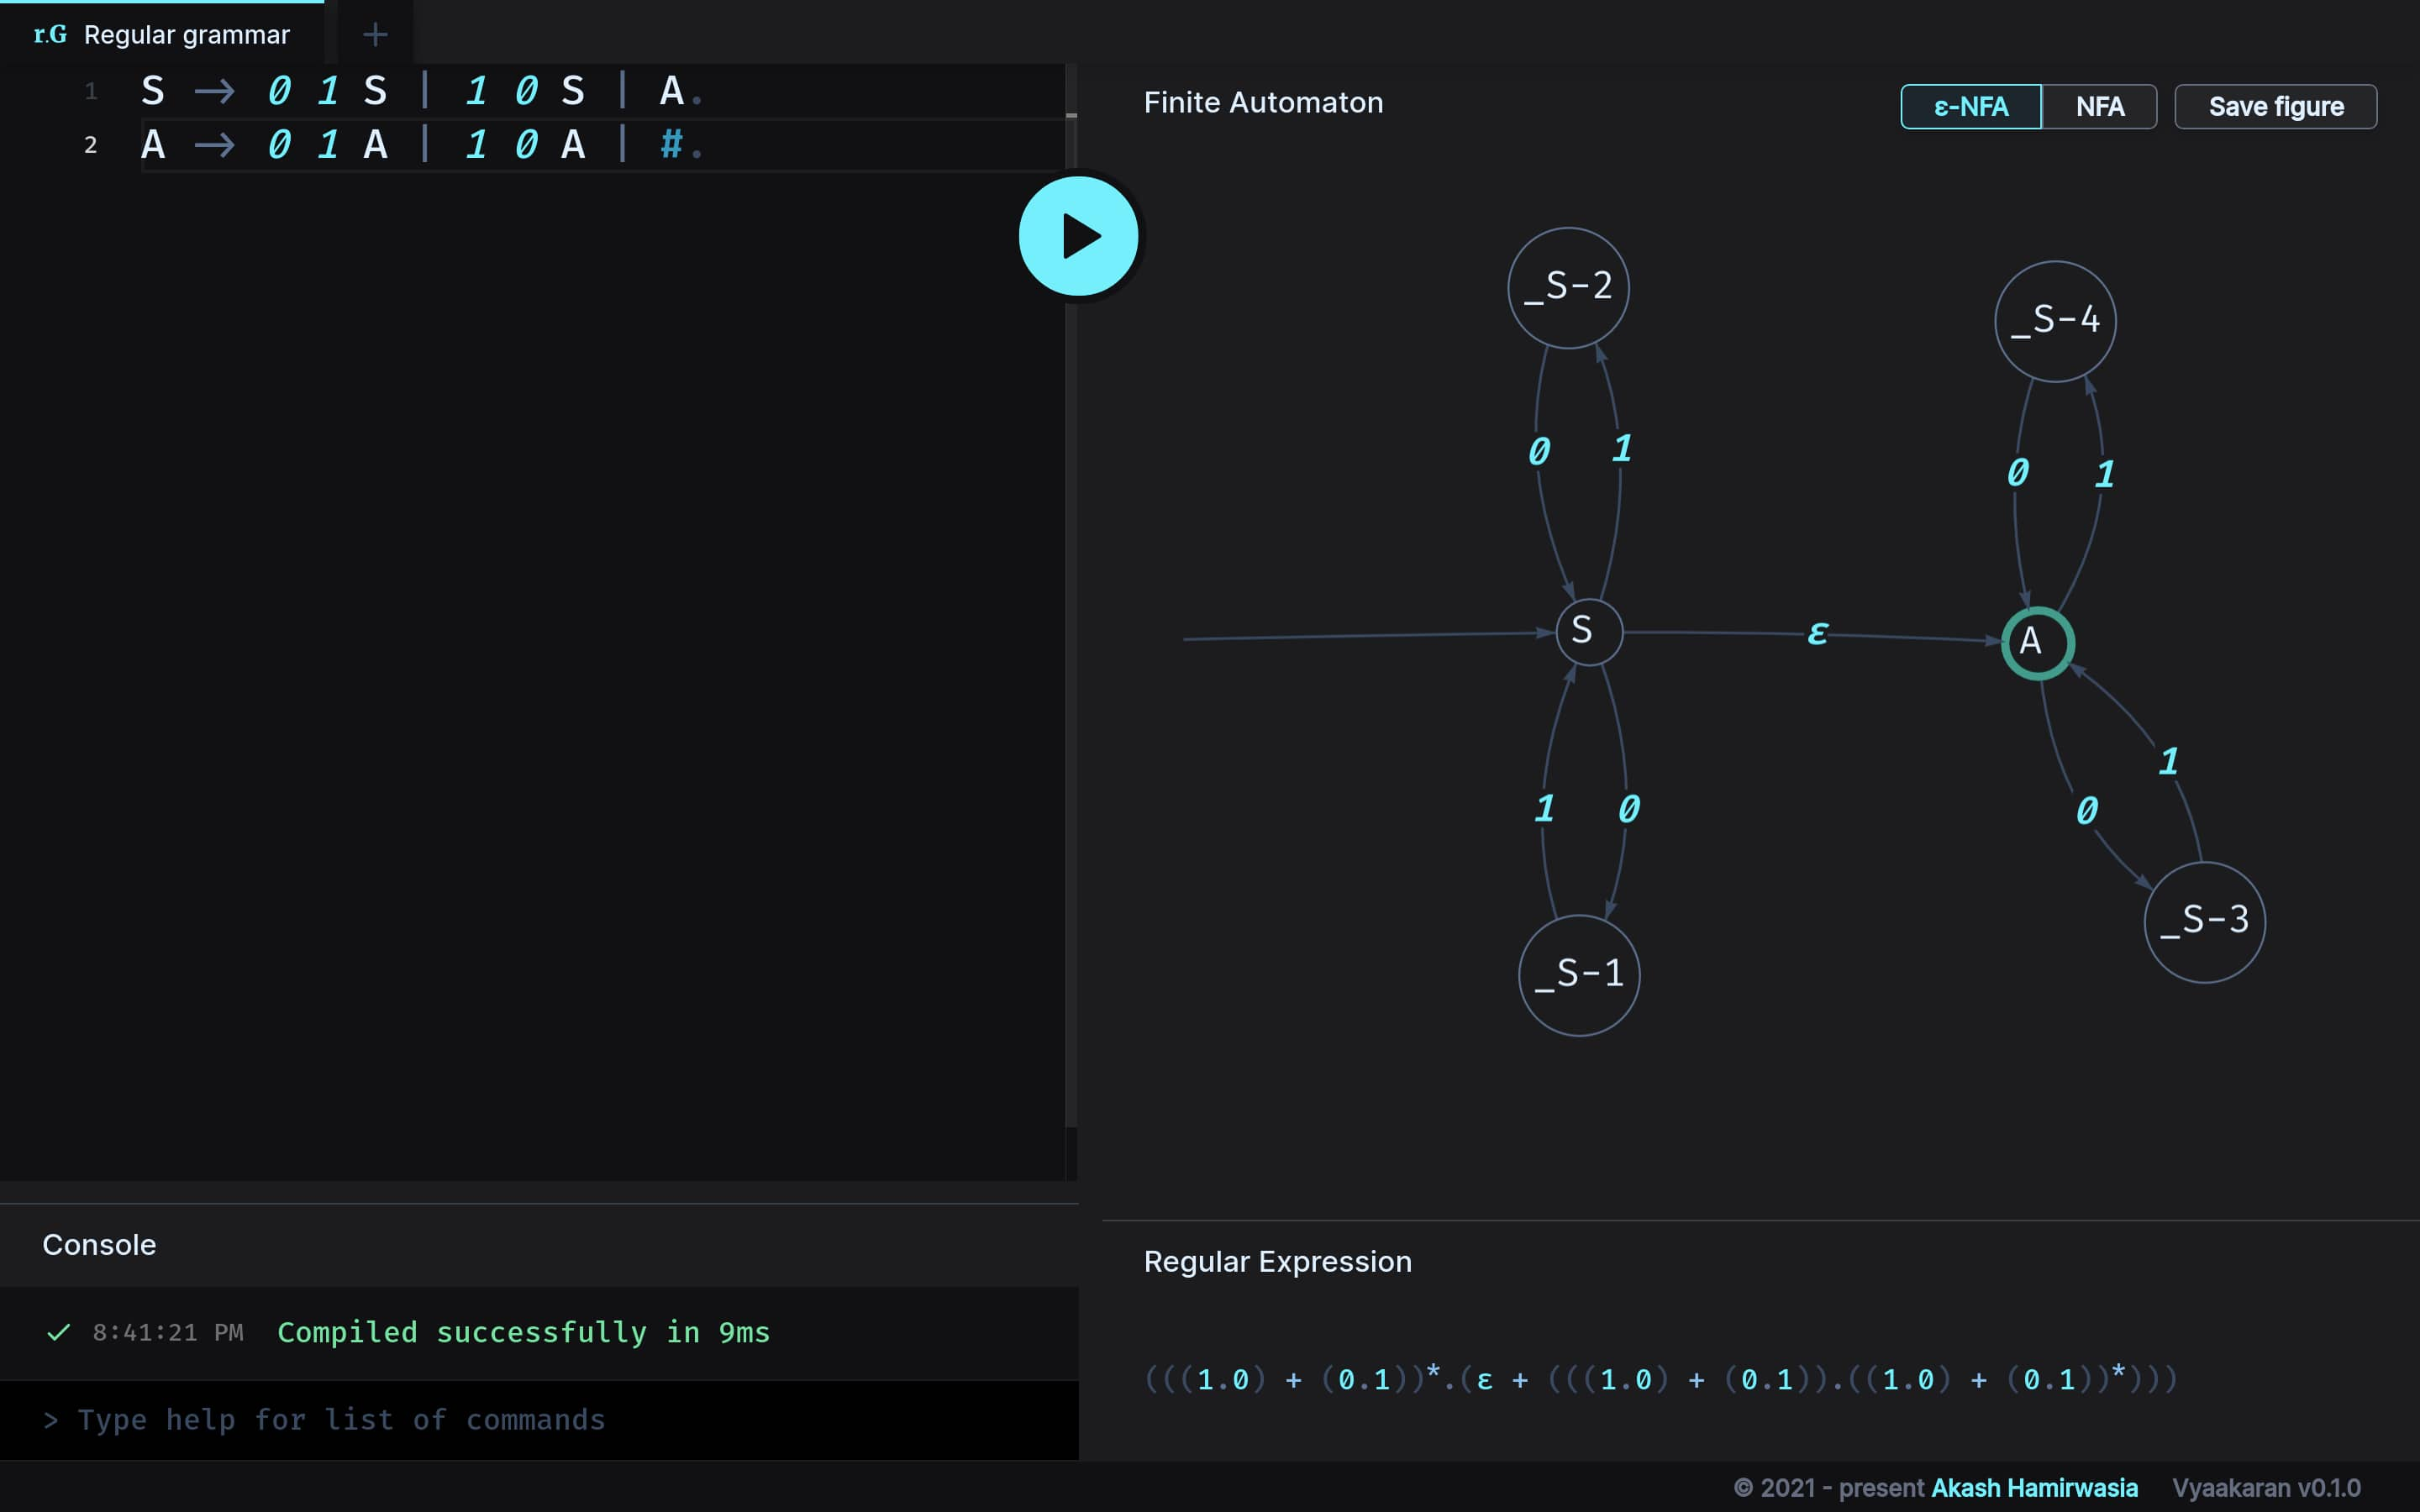 r.G Regular grammar +
1 S → 0 1 S | 1 0 S | A.
2 A → 0 1 A | 1 0 A | #.
Finite Automaton
ε-NFA NFA Save figure
_S-2
_S-4
0 1
0 1
S ε A
1
1 0
0
_S-3
_S-1
Console
✓ 8:41:21 PM Compiled successfully in 9ms
> Type help for list of commands
Regular Expression
(((1.0) + (0.1))*.(ε + (((1.0) + (0.1)).((1.0) + (0.1))*)))
© 2021 - present Akash Hamirwasia Vyaakaran v0.1.0